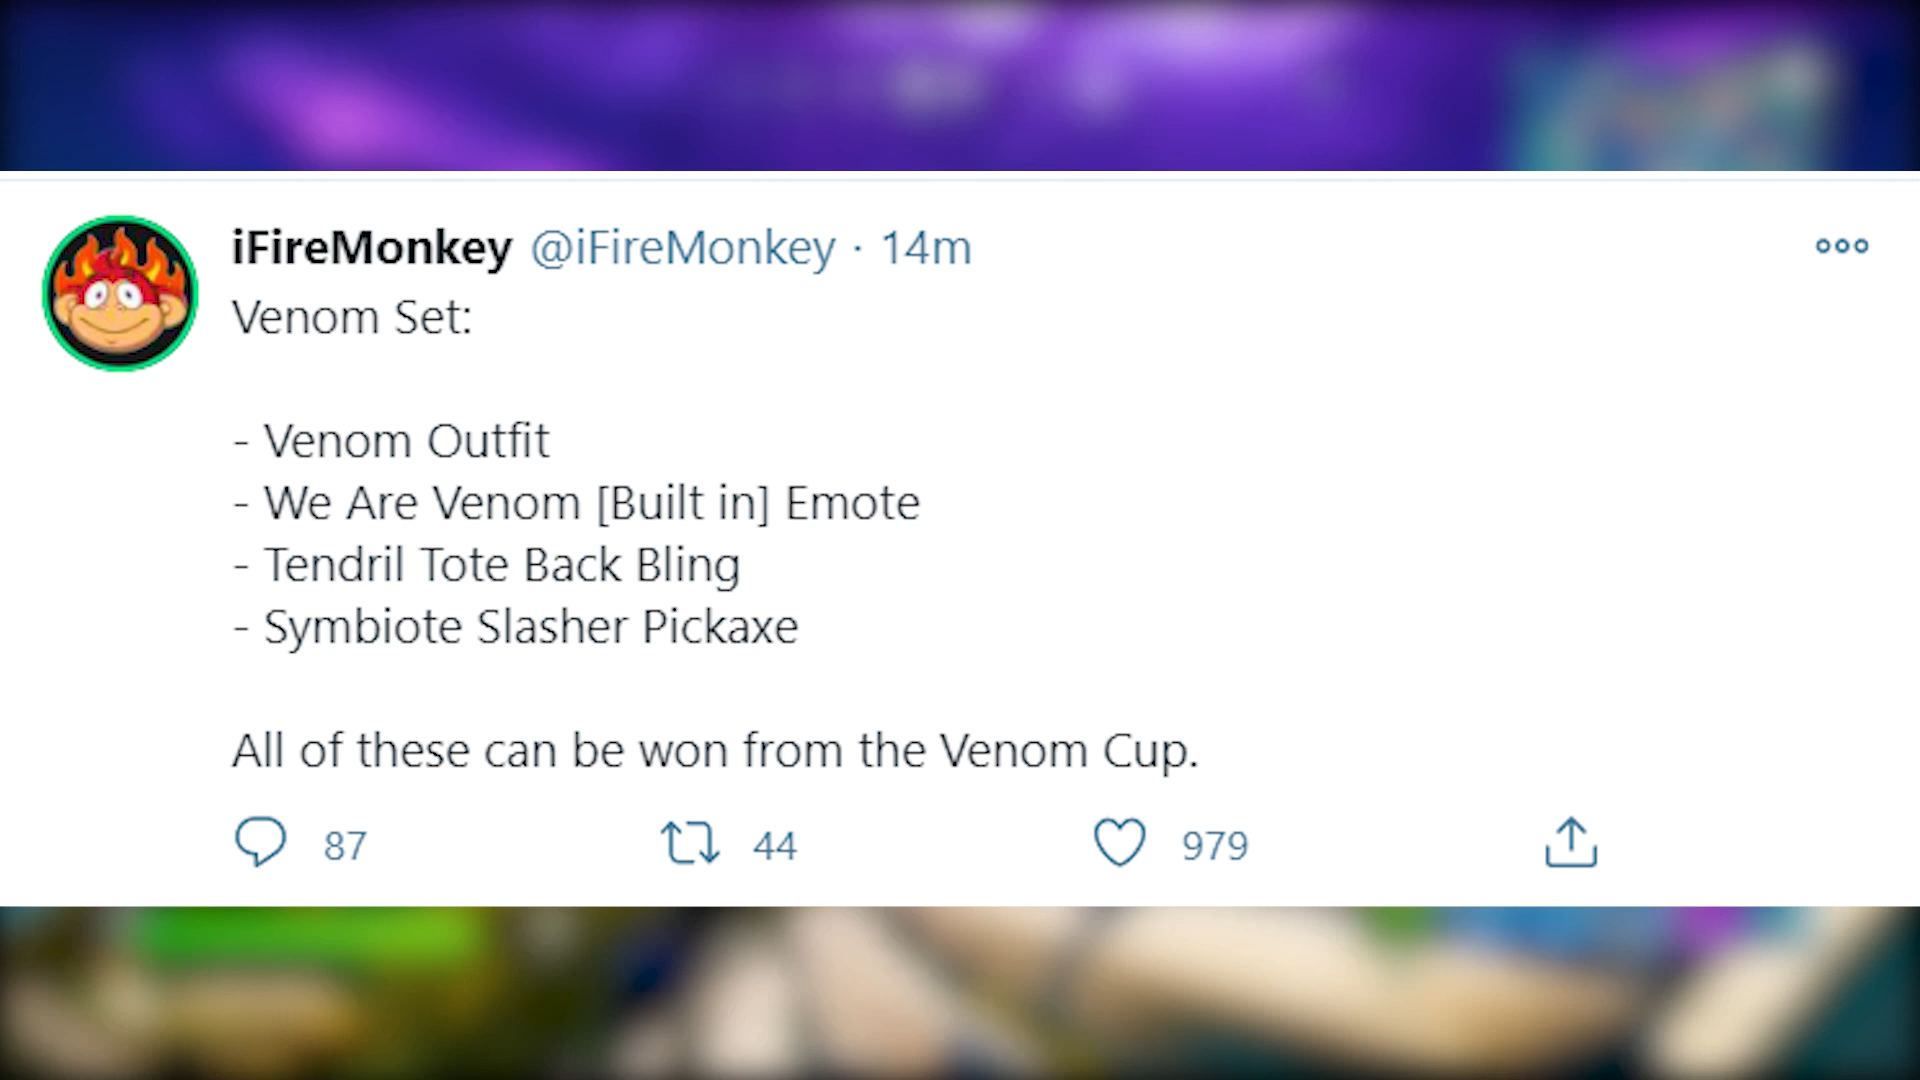 iFireMonkey @iFireMonkey · 14m
Venom Set:
- Venom Outfit
- We Are Venom [Built in] Emote
- Tendril Tote Back Bling
- Symbiote Slasher Pickaxe
All of these can be won from the Venom Cup.
87 44 979